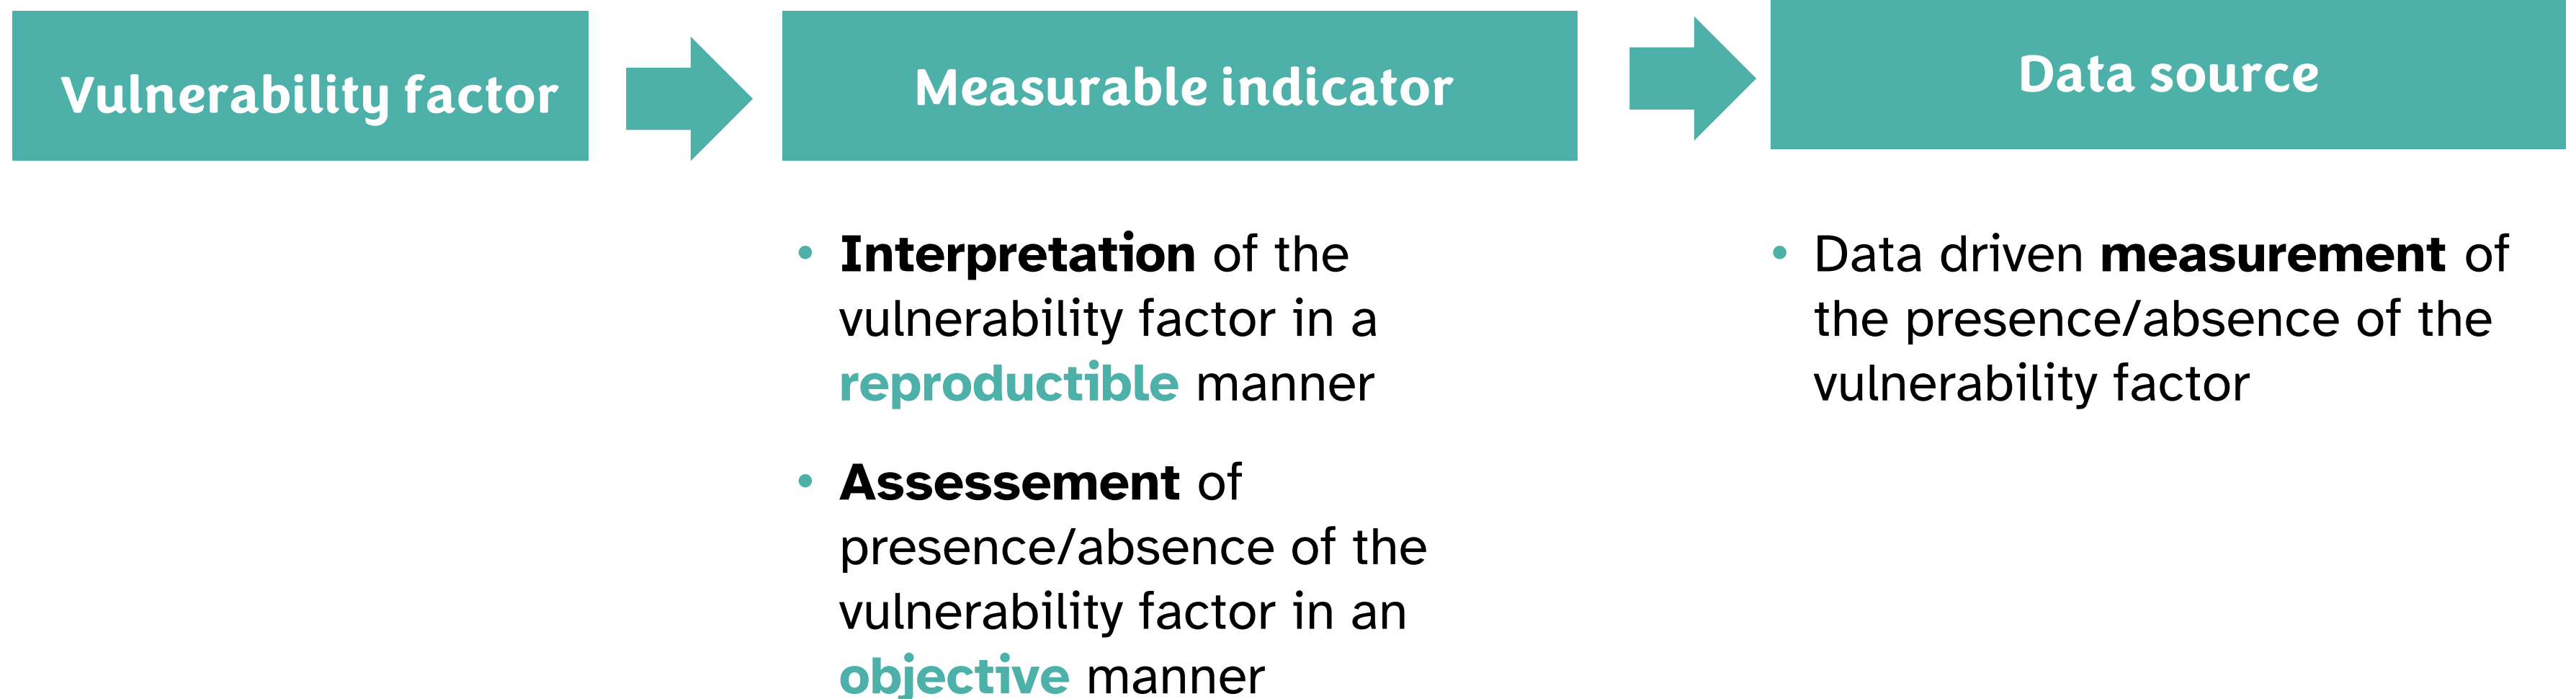 Vulnerability factor
Measurable indicator
Data source
• Interpretation of the
vulnerability factor in a
reproductible manner
• Assessement of
presence/absence of the
vulnerability factor in an
objective manner
• Data driven measurement of
the presence/absence of the
vulnerability factor